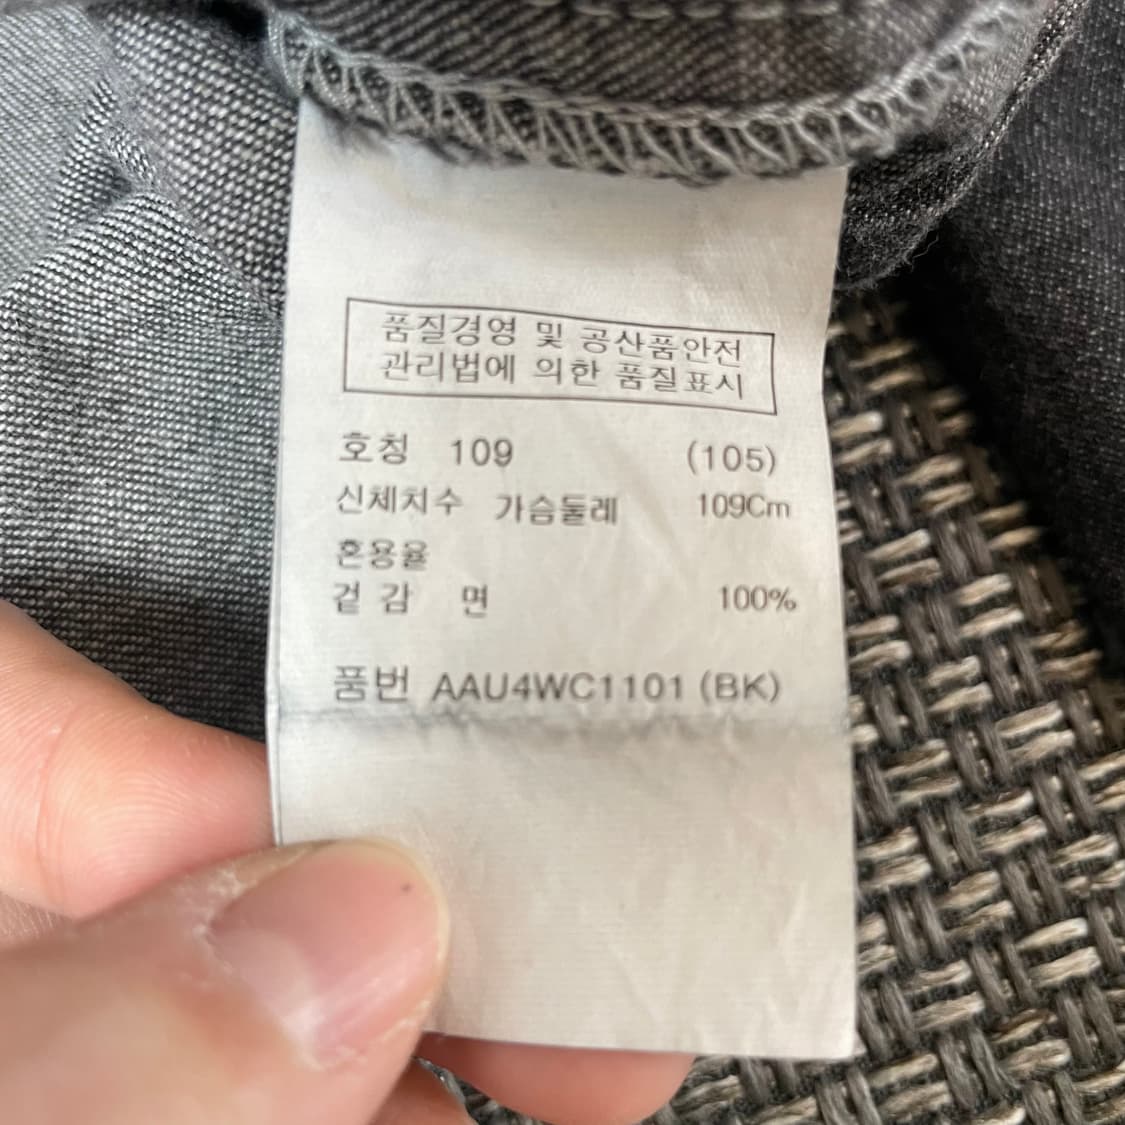 품질경영 및 공산품안전
관리법에 의한 품질표시
호칭 109 (105)
신체치수 가슴둘레 109Cm
혼용율
겉감 면 100%
품번 AAU4WC1101 (BK)